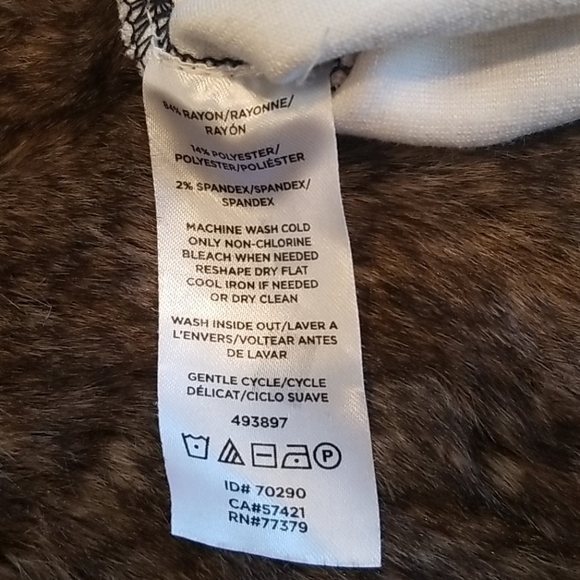 84% RAYON/RAYONNE/
RAYÓN
14% POLYESTER/
POLYESTER/POLIÉSTER
2% SPANDEX/SPANDEX/
SPANDEX
MACHINE WASH COLD
ONLY NON-CHLORINE
BLEACH WHEN NEEDED
RESHAPE DRY FLAT
COOL IRON IF NEEDED
OR DRY CLEAN
WASH INSIDE OUT/LAVER A
L'ENVERS/VOLTEAR ANTES
DE LAVAR
GENTLE CYCLE/CYCLE
DÉLICAT/CICLO SUAVE
493897
P
ID# 70290
CA#57421
RN#77379